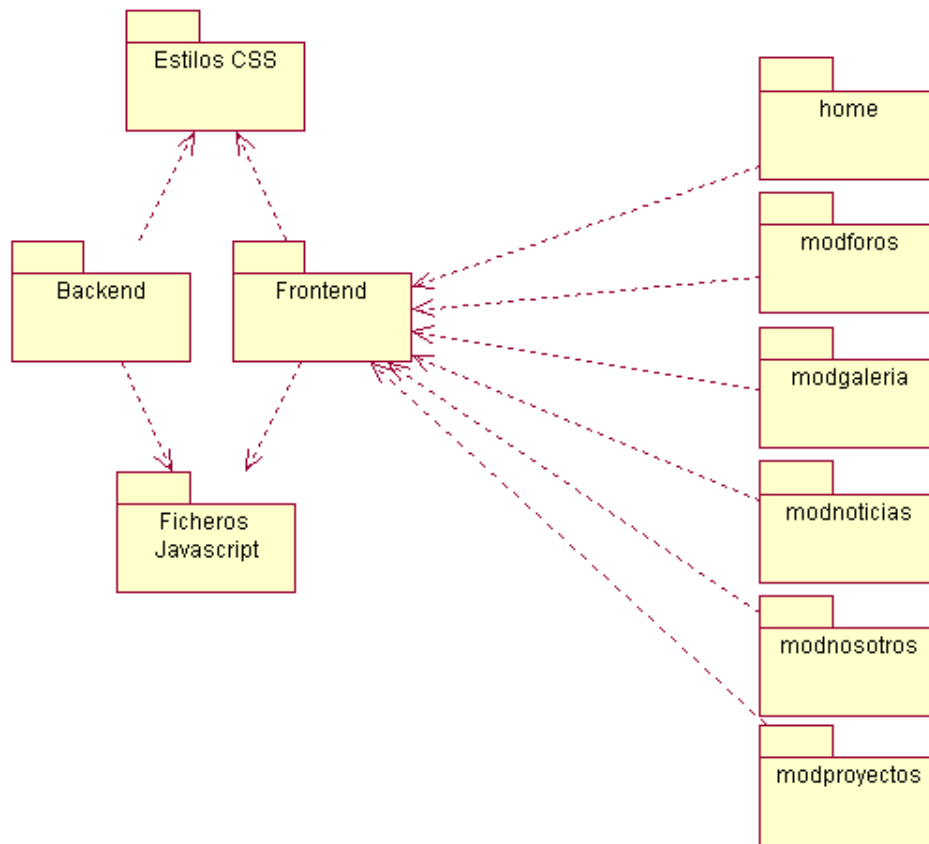 Estilos CSS
home
modforos
Backend
Frontend
modgaleria
modnoticias
Ficheros
Javascript
modnosotros
modproyectos